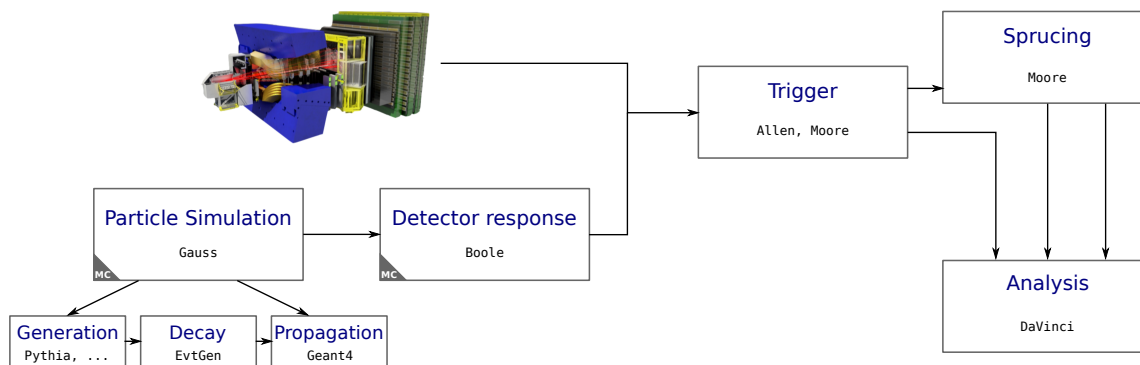 Sprucing
Moore
Trigger
Allen, Moore
Particle Simulation
Gauss
MC
Detector response
Boole
MC
Analysis
DaVinci
Generation
Pythia, ...
Decay
EvtGen
Propagation
Geant4